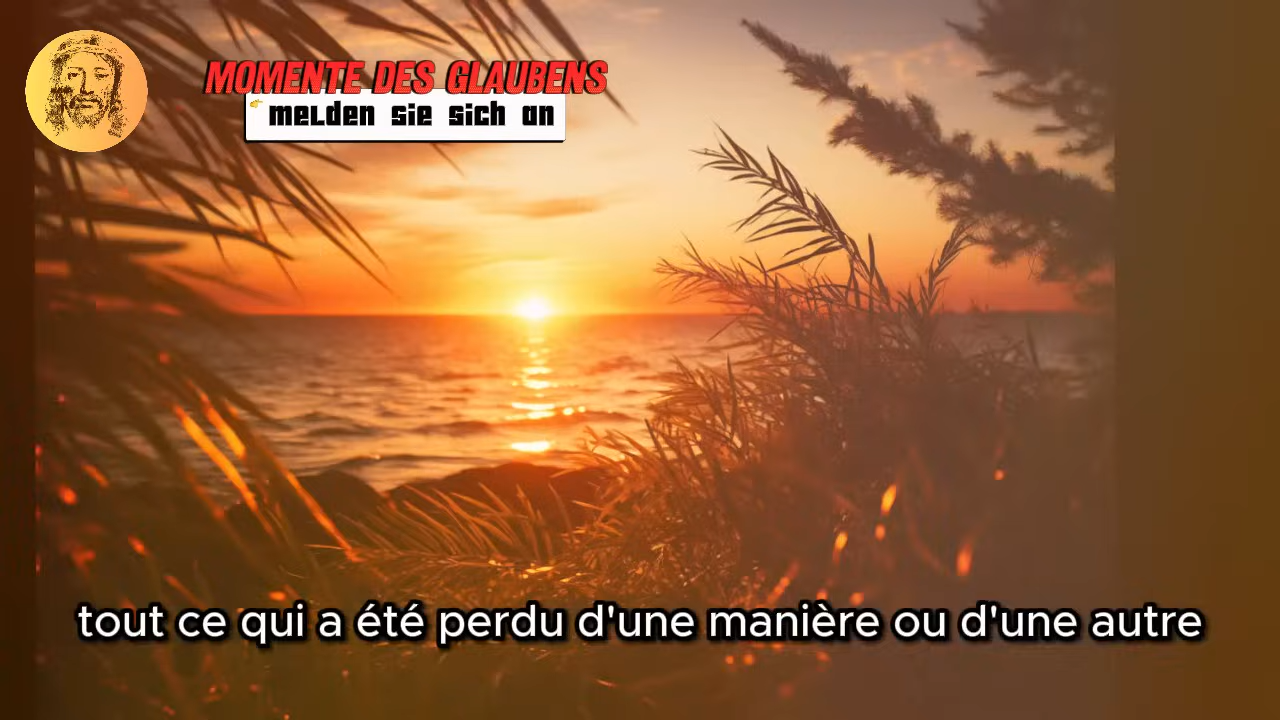 MOMENTE DES GLAUBENS
melden sie sich an
tout ce qui a été perdu d'une manière ou d'une autre